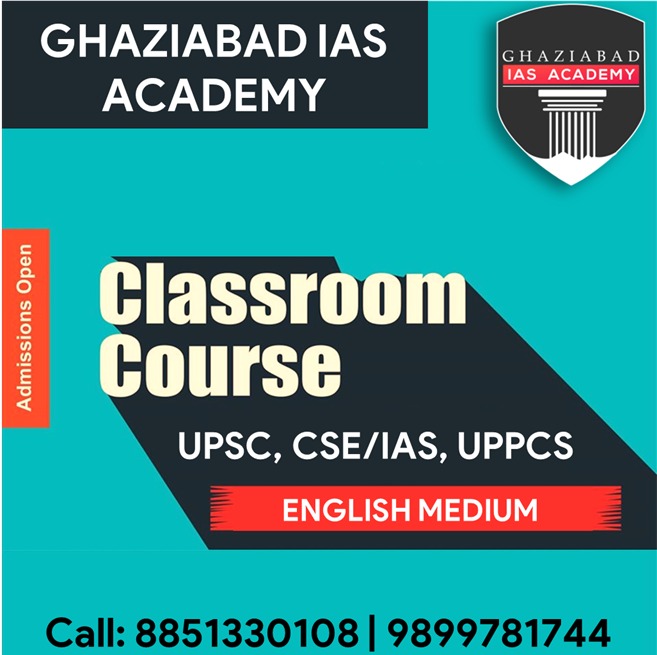 GHAZIABAD IAS
ACADEMY
GHAZIABAD
IAS ACADEMY
Admissions Open
Classroom
Course
UPSC, CSE/IAS, UPPCS
ENGLISH MEDIUM
Call: 8851330108 | 9899781744